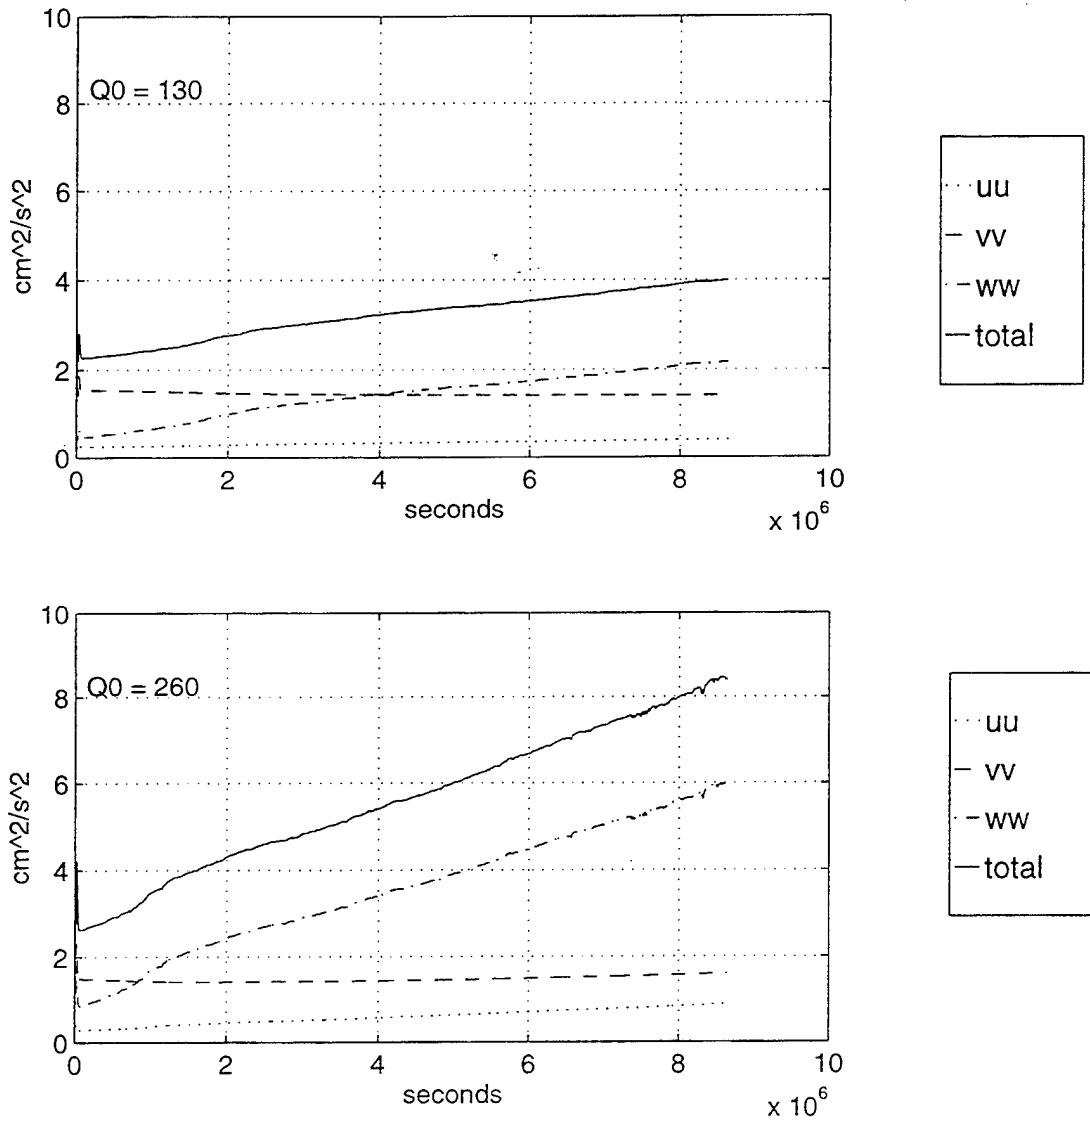 10
Q0 = 130
8
6
4
2
0
cm^2/s^2
0 2 4 6 8 10
seconds
x 10^6
uu
vv
ww
total
10
Q0 = 260
8
6
4
2
0
cm^2/s^2
0 2 4 6 8 10
seconds
x 10^6
uu
vv
ww
total